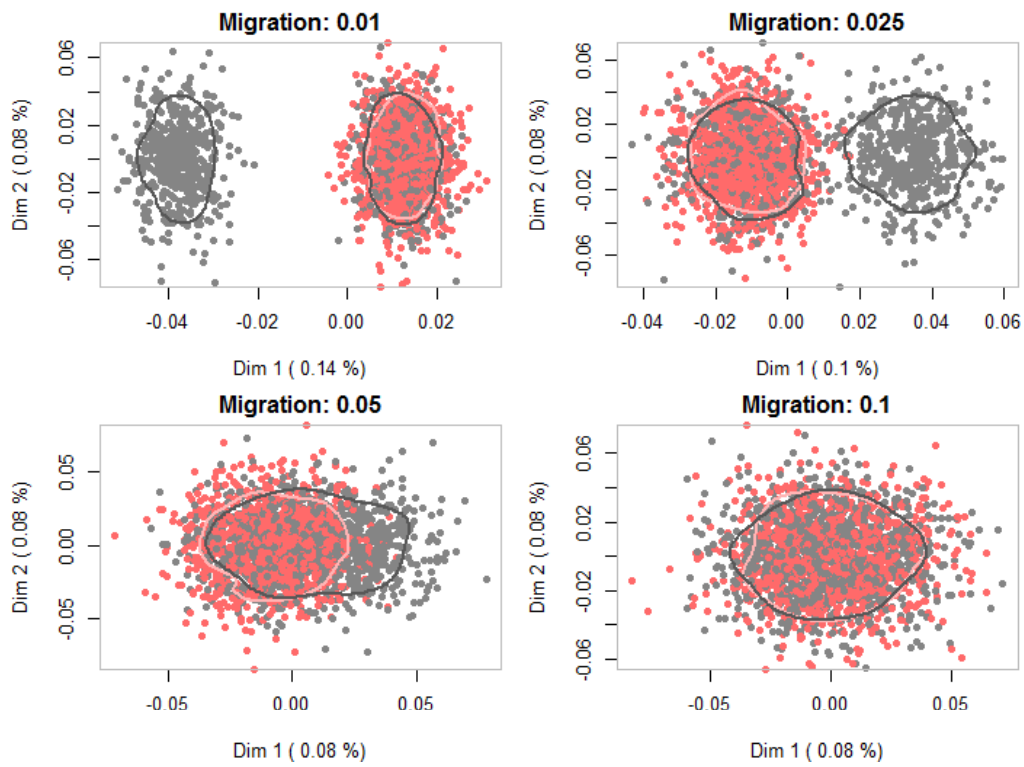 Migration: 0.01
Dim 2 ( 0.08 %)
0.06
0.02
-0.02
-0.06
-0.04
-0.02
0.00
0.02
Dim 1 ( 0.14 %)
Migration: 0.025
Dim 2 ( 0.08 %)
0.06
0.02
-0.02
-0.06
-0.04
-0.02
0.00
0.02
0.04
0.06
Dim 1 ( 0.1 %)
Migration: 0.05
Dim 2 ( 0.08 %)
0.05
0.00
-0.05
-0.05
0.00
0.05
Dim 1 ( 0.08 %)
Migration: 0.1
Dim 2 ( 0.08 %)
0.06
0.02
-0.02
-0.06
-0.05
0.00
0.05
Dim 1 ( 0.08 %)